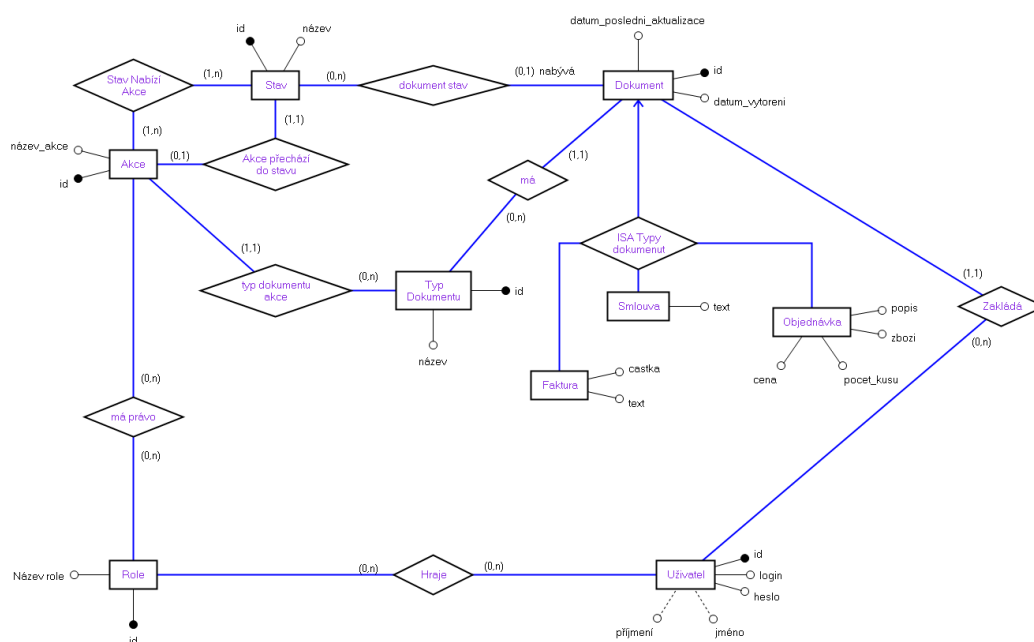 datum_posledni_aktualizace
id
název
Stav Nabízí
Akce
(1,n)
Stav
(0,n)
dokument stav
(0,1) nabývá
Dokument
id
datum_vytoreni
(1,1)
(1,n)
název_akce
Akce
(0,1)
Akce přechází
do stavu
id
(1,1)
má
(0,n)
ISA Typy
dokumenut
(1,1)
typ dokumentu
akce
(0,n)
Typ
Dokumentu
id
název
Smlouva
text
Objednávka
popis
zbozi
cena
pocet_kusu
(1,1)
Zakládá
(0,n)
Faktura
castka
text
(0,n)
má právo
(0,n)
Název role
Role
id
(0,n)
Hraje
(0,n)
Uživatel
id
login
heslo
příjmení
jméno